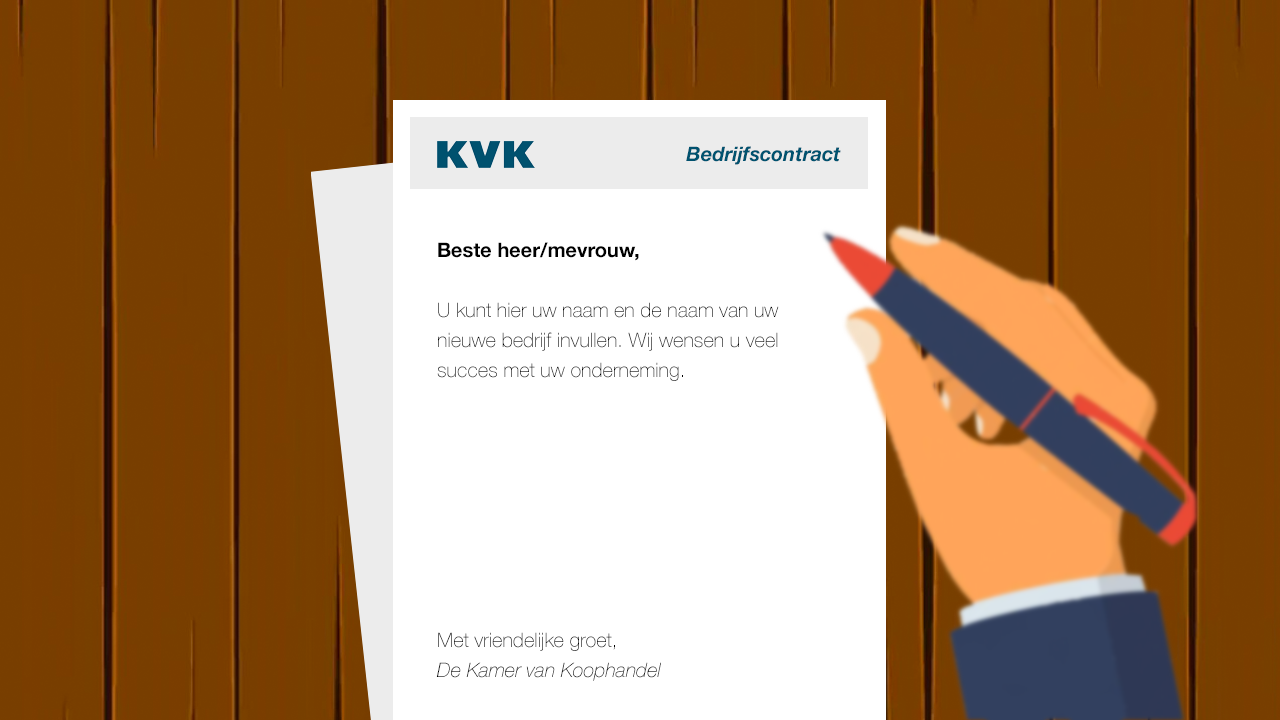 KVK
Bedrijfscontract
Beste heer/mevrouw,
U kunt hier uw naam en de naam van uw
nieuwe bedrijf invullen. Wij wensen u veel
succes met uw onderneming.
Met vriendelijke groet,
De Kamer van Koophandel